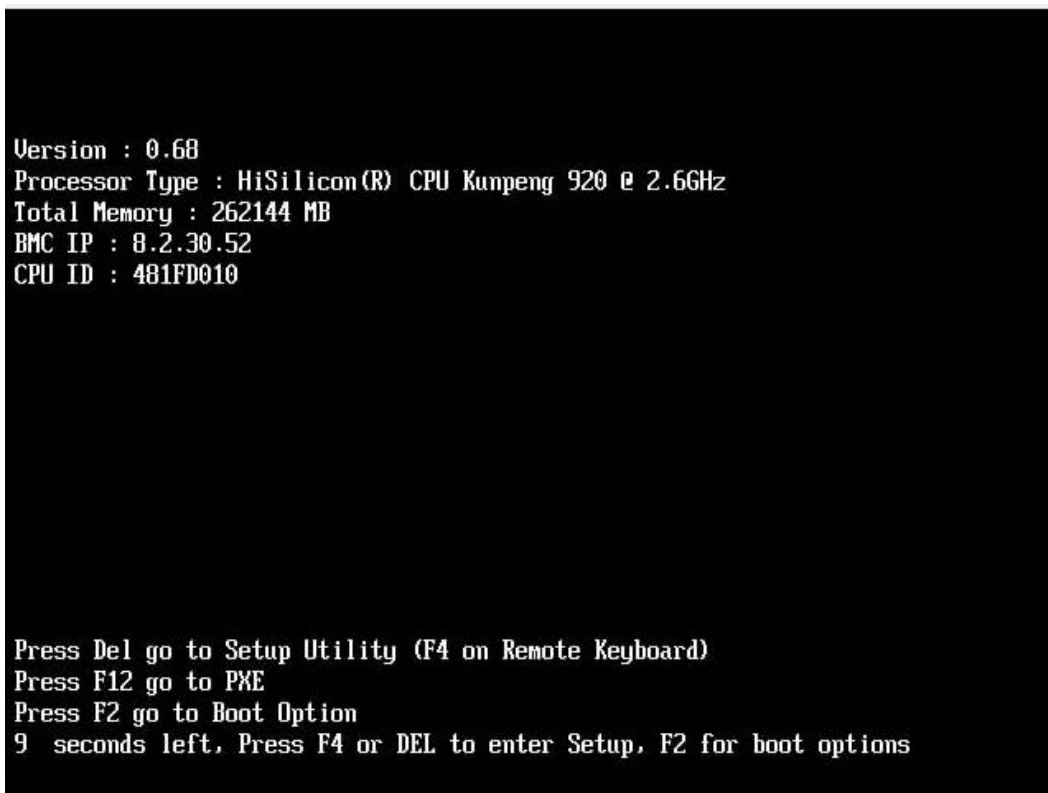 Version : 0.68
Processor Type : HiSilicon(R) CPU Kunpeng 920 @ 2.6GHz
Total Memory : 262144 MB
BMC IP : 8.2.30.52
CPU ID : 481FD010
Press Del go to Setup Utility (F4 on Remote Keyboard)
Press F12 go to PXE
Press F2 go to Boot Option
9 seconds left, Press F4 or DEL to enter Setup, F2 for boot options